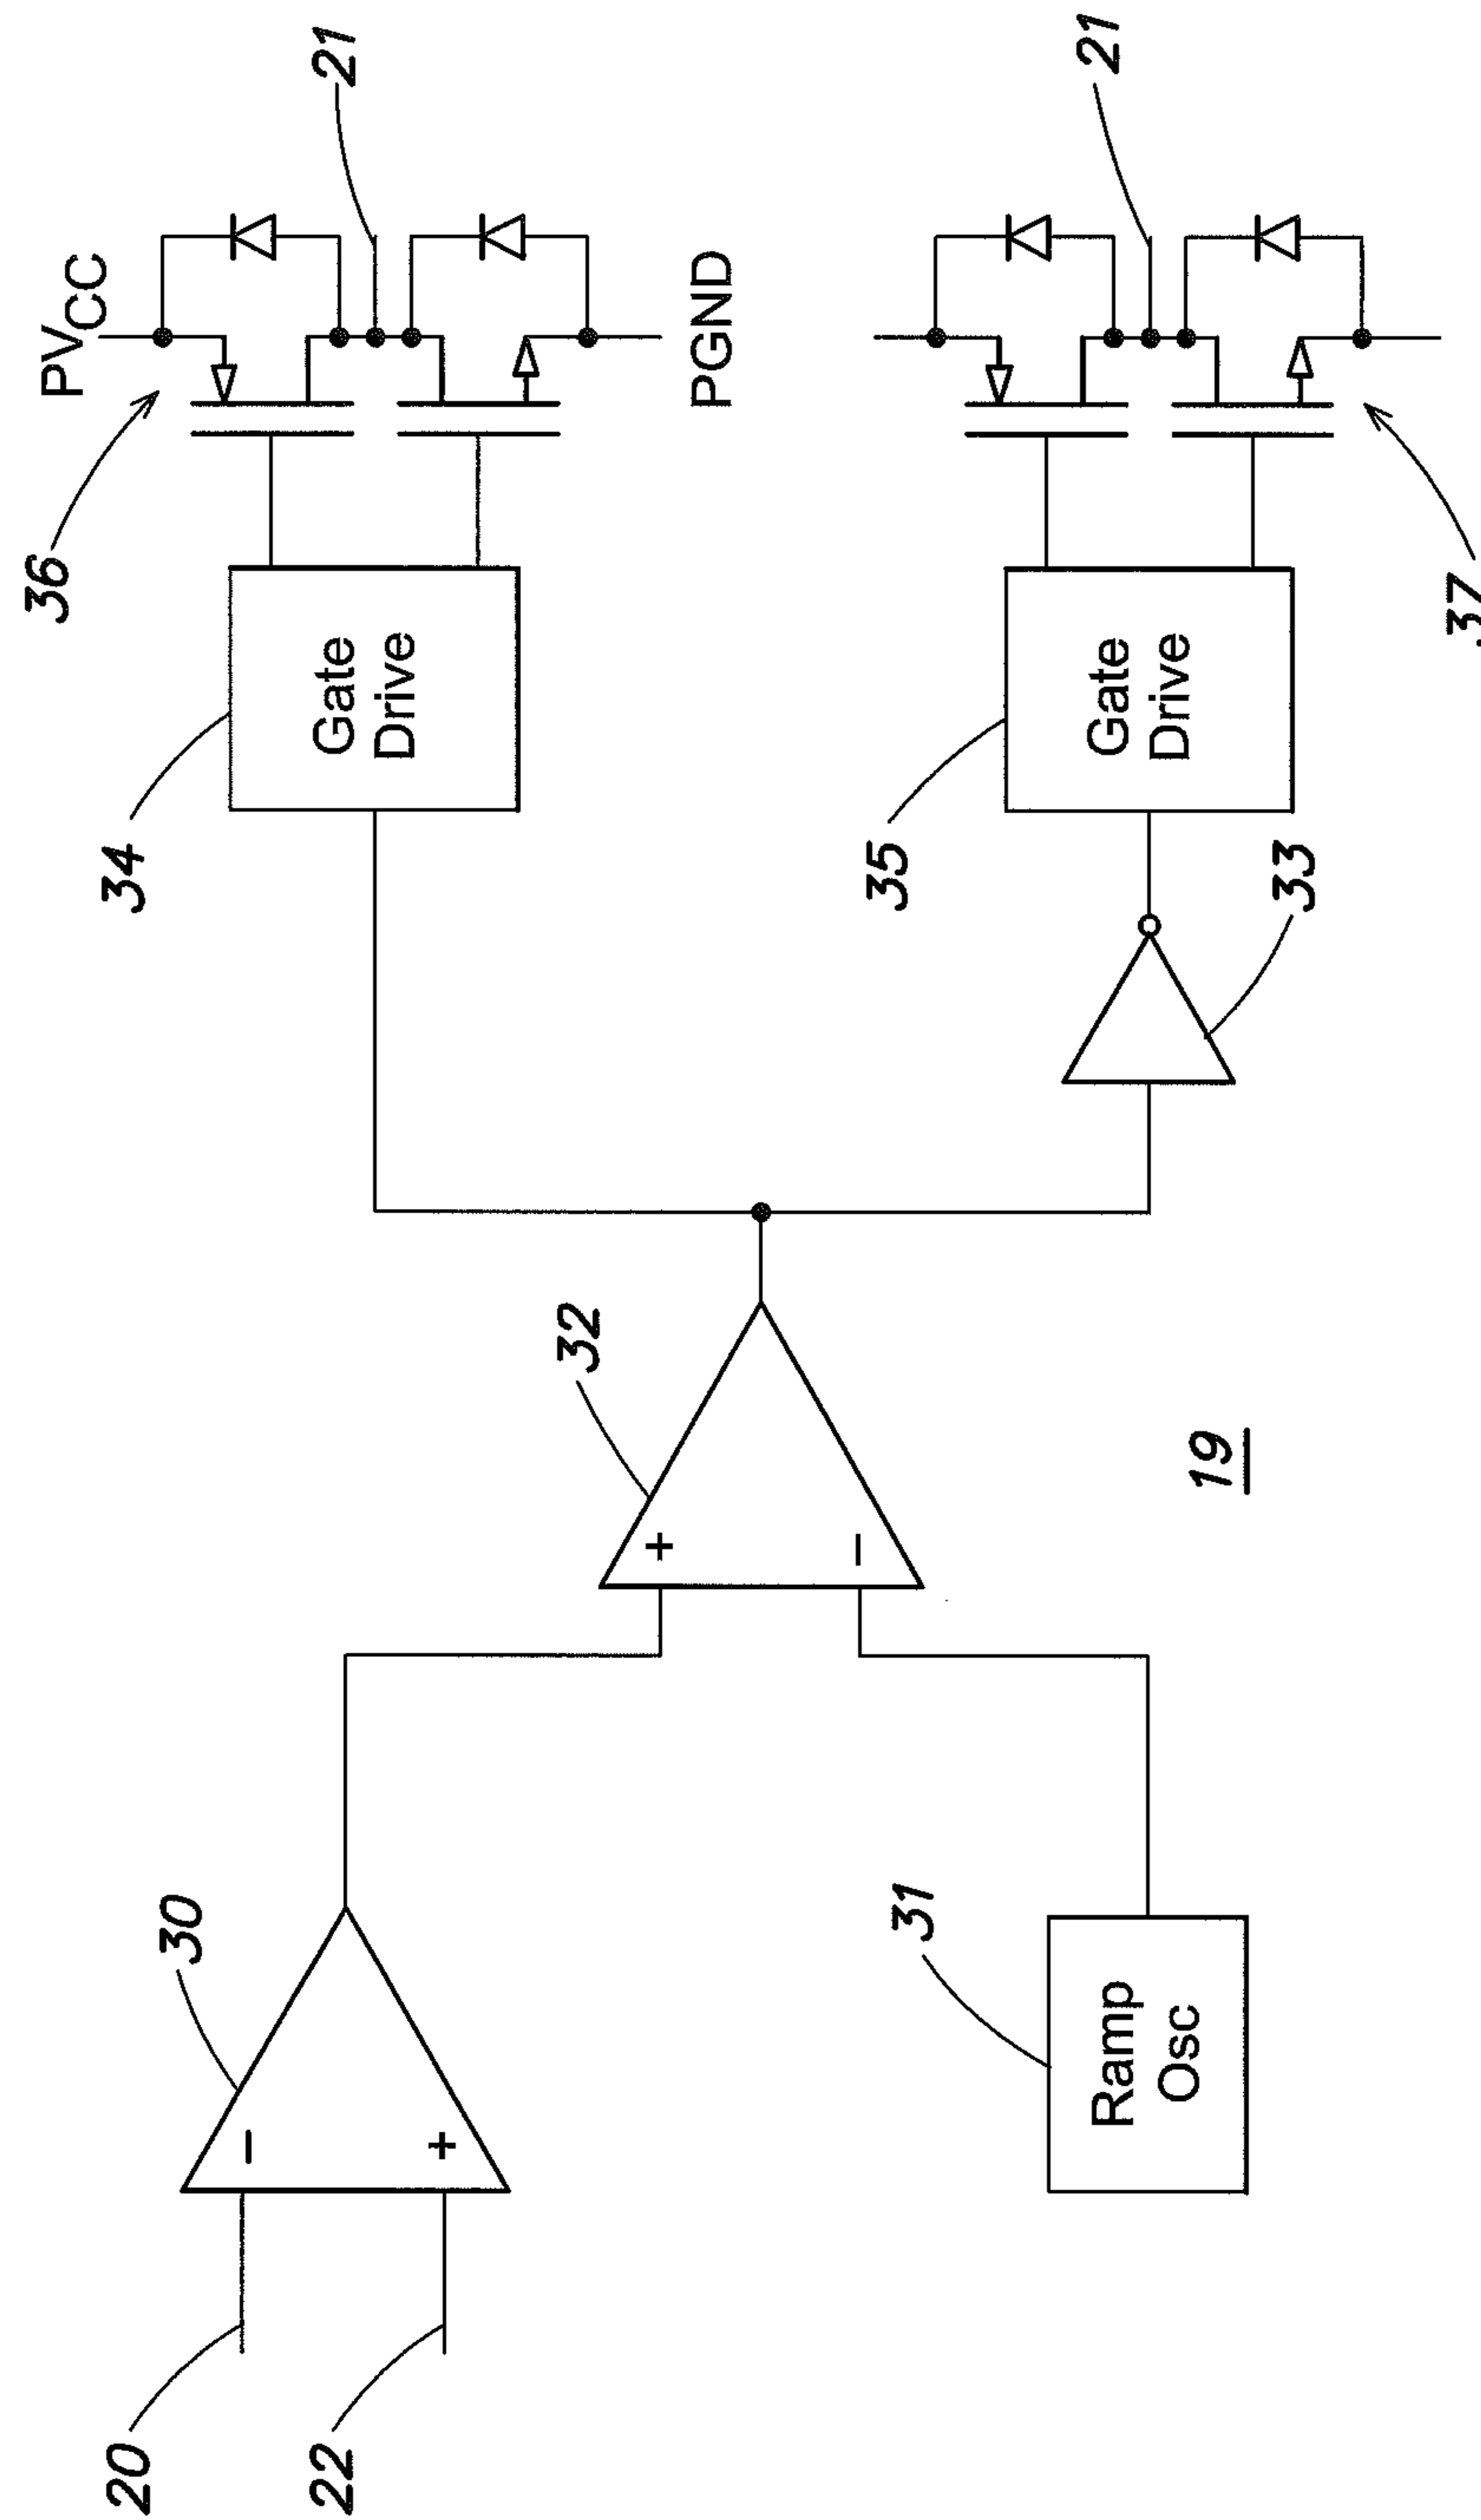 20
22
30
Ramp
Osc
31
32
19
33
34
Gate
Drive
35
Gate
Drive
36
37
PVCC
PGND
21
21
−
+
+
−